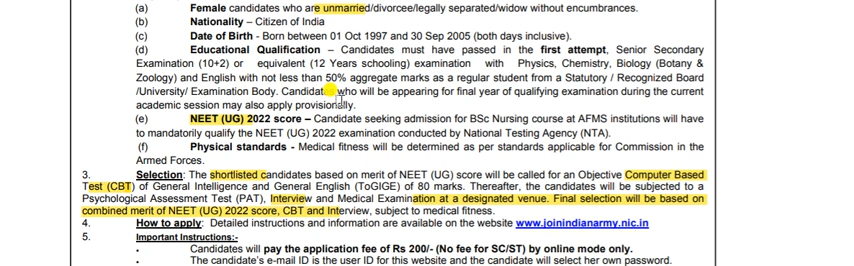 (a) Female candidates who are unmarried/divorcee/legally separated/widow without encumbrances.
(b) Nationality – Citizen of India
(c) Date of Birth - Born between 01 Oct 1997 and 30 Sep 2005 (both days inclusive).
(d) Educational Qualification – Candidates must have passed in the first attempt, Senior Secondary
Examination (10+2) or equivalent (12 Years schooling) examination with Physics, Chemistry, Biology (Botany &
Zoology) and English with not less than 50% aggregate marks as a regular student from a Statutory / Recognized Board
/University/ Examination Body. Candidates who will be appearing for final year of qualifying examination during the current
academic session may also apply provisionally.
(e) NEET (UG) 2022 score – Candidate seeking admission for BSc Nursing course at AFMS institutions will have
to mandatorily qualify the NEET (UG) 2022 examination conducted by National Testing Agency (NTA).
(f) Physical standards - Medical fitness will be determined as per standards applicable for Commission in the
Armed Forces.
3. Selection: The shortlisted candidates based on merit of NEET (UG) score will be called for an Objective Computer Based
Test (CBT) of General Intelligence and General English (ToGIGE) of 80 marks. Thereafter, the candidates will be subjected to a
Psychological Assessment Test (PAT), Interview and Medical Examination at a designated venue. Final selection will be based on
combined merit of NEET (UG) 2022 score, CBT and Interview, subject to medical fitness.
4. How to apply: Detailed instructions and information are available on the website www.joinindianarmy.nic.in
5. Important Instructions:-
• Candidates will pay the application fee of Rs 200/- (No fee for SC/ST) by online mode only.
• The candidate's e-mail ID is the user ID for this website and the candidate will select her own password.